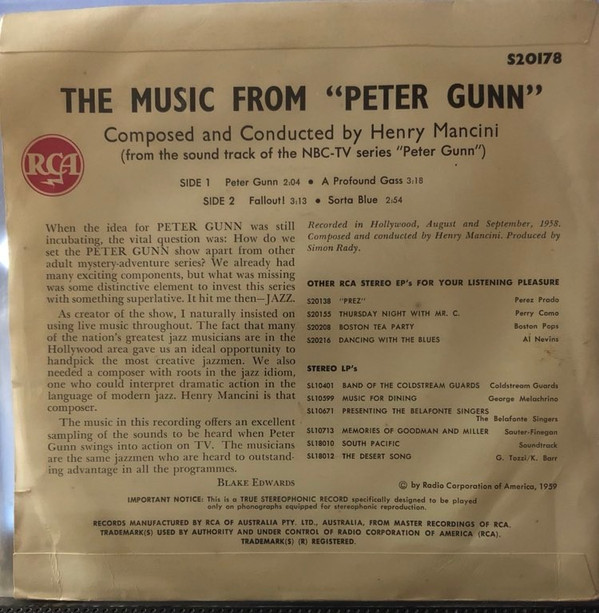 S20178
THE MUSIC FROM "PETER GUNN"
Composed and Conducted by Henry Mancini
(from the sound track of the NBC-TV series "Peter Gunn")
RCA
SIDE 1 Peter Gunn 2:04 • A Profound Gass 3:18
SIDE 2 Fallout! 3:13 • Sorta Blue 2:54
When the idea for PETER GUNN was still
incubating, the vital question was: How do we
set the PETER GUNN show apart from other
adult mystery-adventure series? We already had
many exciting components, but what was missing
was some distinctive element to invest this series
with something superlative. It hit me then—JAZZ.
As creator of the show, I naturally insisted on
using live music throughout. The fact that many
of the nation's greatest jazz musicians are in the
Hollywood area gave us an ideal opportunity to
handpick the most creative jazzmen. We also
needed a composer with roots in the jazz idiom,
one who could interpret dramatic action in the
language of modern jazz. Henry Mancini is that
composer.
The music in this recording offers an excellent
sampling of the sounds to be heard when Peter
Gunn swings into action on TV. The musicians
are the same jazzmen who are heard to outstand-
ing advantage in all the programmes.
BLAKE EDWARDS
Recorded in Hollywood, August and September, 1958.
Composed and conducted by Henry Mancini. Produced by
Simon Rady.
OTHER RCA STEREO EP's FOR YOUR LISTENING PLEASURE
S20138 "PREZ" Perez Prado
S20155 THURSDAY NIGHT WITH MR. C. Perry Como
S20208 BOSTON TEA PARTY Boston Pops
S20216 DANCING WITH THE BLUES Al Nevins
STEREO LP's
SL10401 BAND OF THE COLDSTREAM GUARDS Coldstream Guards
SL10599 MUSIC FOR DINING George Melachrino
SL10671 PRESENTING THE BELAFONTE SINGERS
The Belafonte Singers
SL10713 MEMORIES OF GOODMAN AND MILLER Sauter-Finegan
SL18010 SOUTH PACIFIC Soundtrack
SL18012 THE DESERT SONG G. Tozzi/K. Barr
© by Radio Corporation of America, 1959
IMPORTANT NOTICE: This is a TRUE STEREOPHONIC RECORD specifically designed to be played
only on phonographs equipped for stereophonic reproduction.
RECORDS MANUFACTURED BY RCA OF AUSTRALIA PTY. LTD., AUSTRALIA, FROM MASTER RECORDINGS OF RCA.
TRADEMARK(S) USED BY AUTHORITY AND UNDER CONTROL OF RADIO CORPORATION OF AMERICA (RCA).
TRADEMARK(S) (R) REGISTERED.